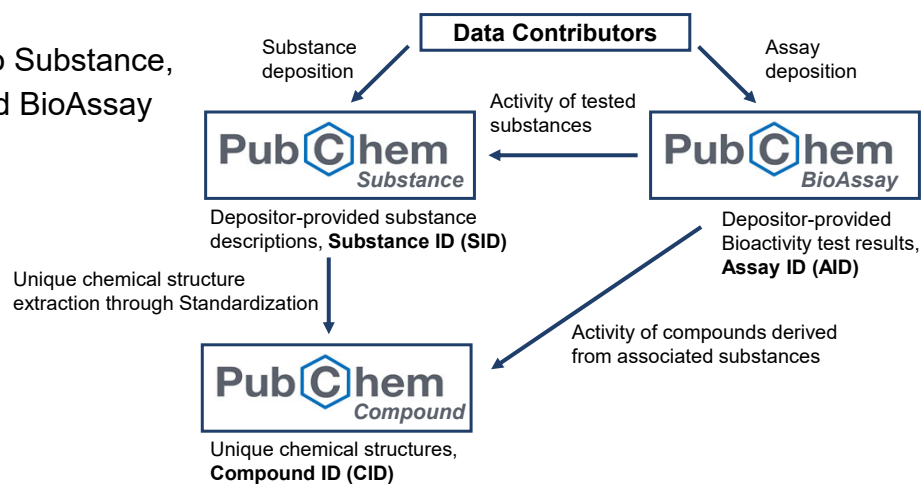 o Substance,
d BioAssay
Data Contributors
Substance
deposition
Assay
deposition
Activity of tested
substances
PubChem
Substance
PubChem
BioAssay
Depositor-provided substance
descriptions, Substance ID (SID)
Depositor-provided
Bioactivity test results,
Assay ID (AID)
Unique chemical structure
extraction through Standardization
Activity of compounds derived
from associated substances
PubChem
Compound
Unique chemical structures,
Compound ID (CID)